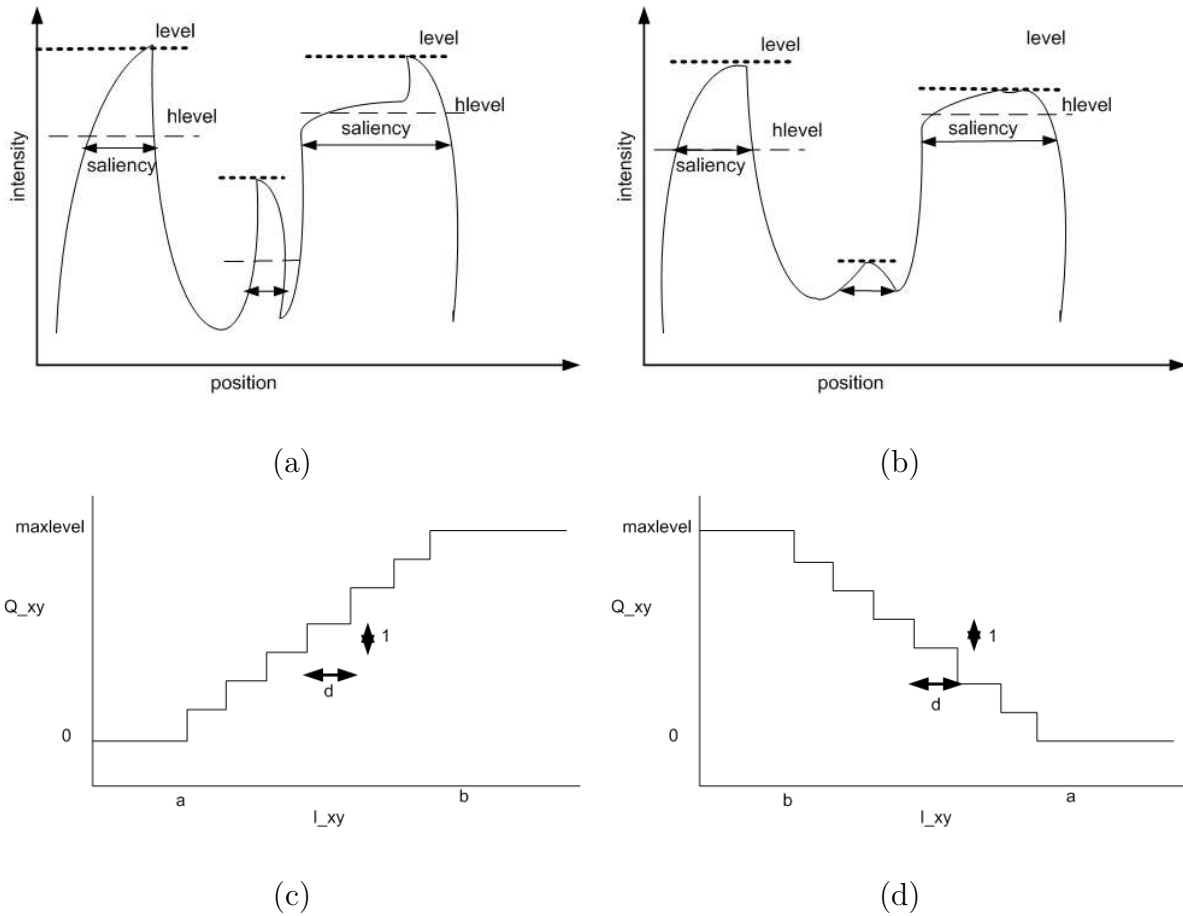 level
level
hlevel
hlevel
saliency
saliency
intensity
position
(a)
level
level
hlevel
hlevel
saliency
saliency
intensity
position
(b)
maxlevel
Q_xy
1
d
0
a
b
I_xy
(c)
maxlevel
Q_xy
1
d
0
b
a
I_xy
(d)